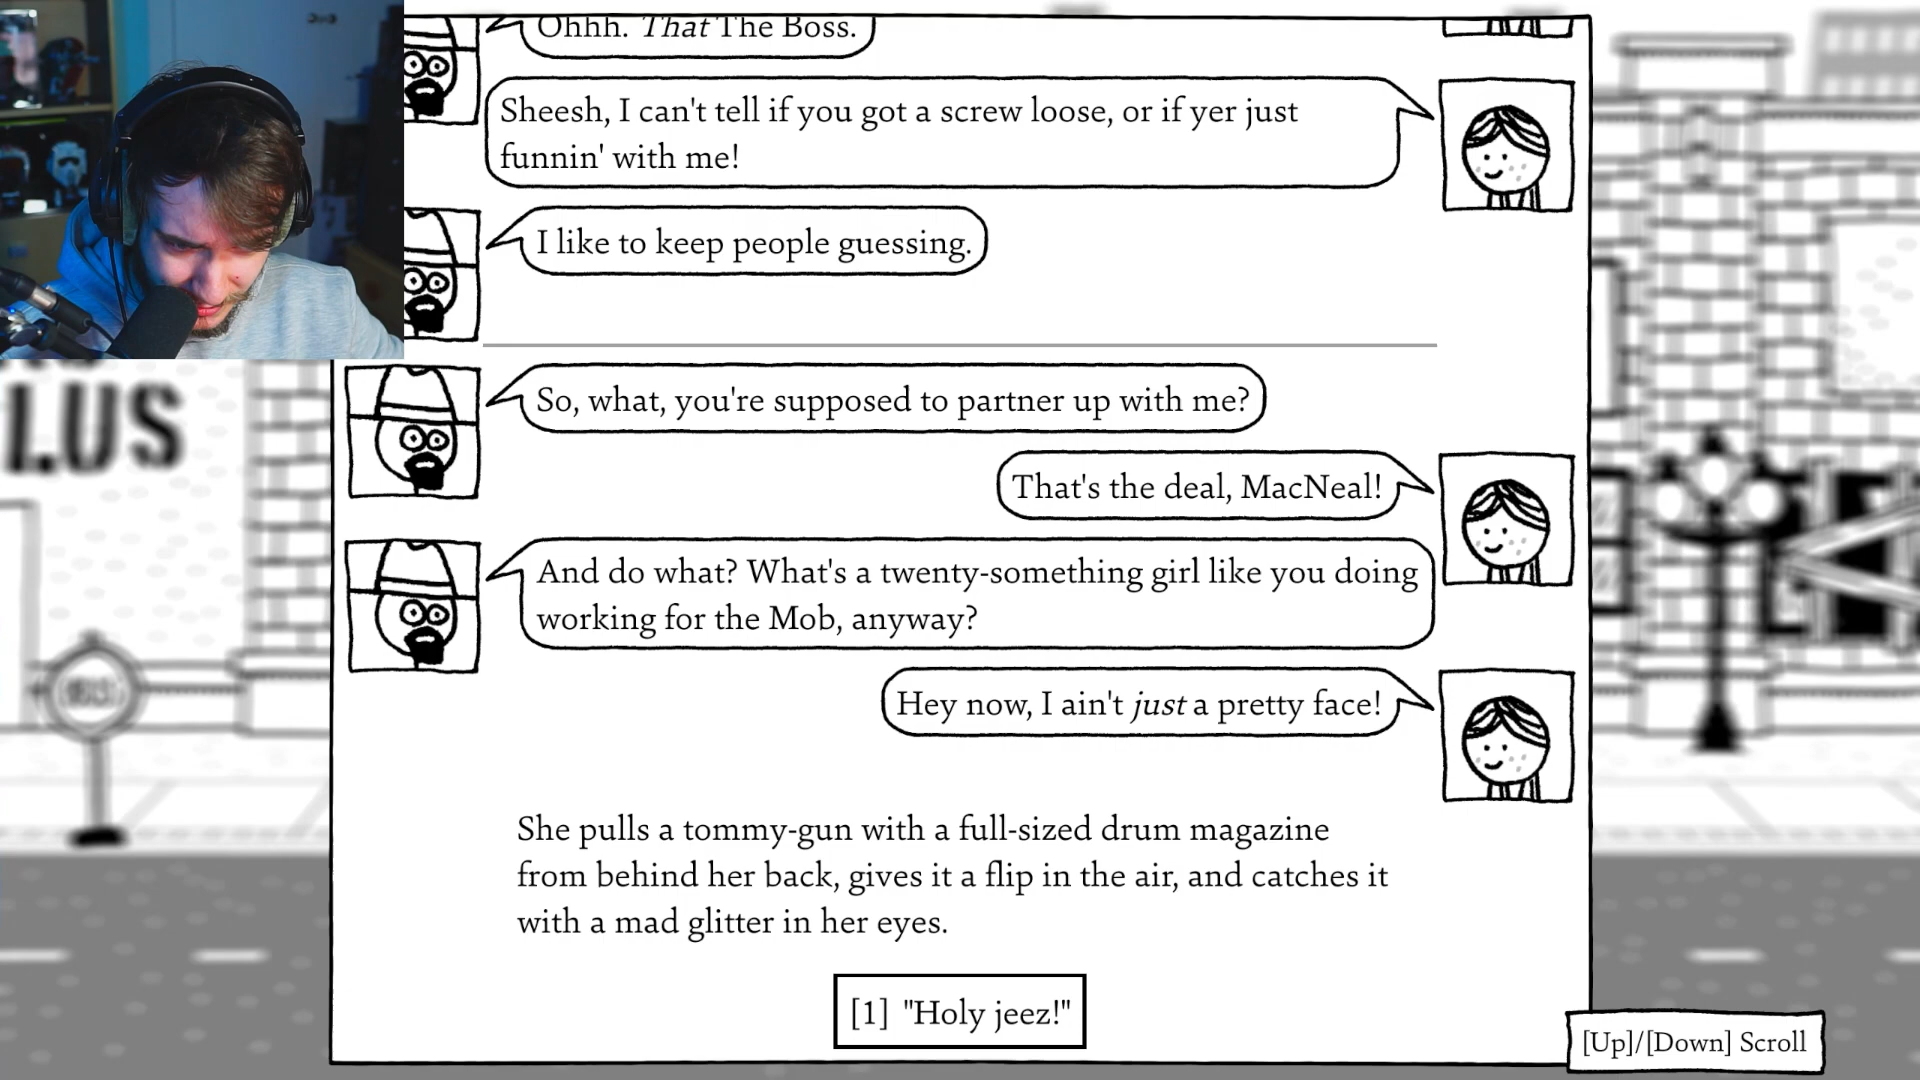 Ohhh. That The Boss.
Sheesh, I can't tell if you got a screw loose, or if yer just
funnin' with me!
I like to keep people guessing.
So, what, you're supposed to partner up with me?
That's the deal, MacNeal!
And do what? What's a twenty-something girl like you doing
working for the Mob, anyway?
Hey now, I ain't just a pretty face!
She pulls a tommy-gun with a full-sized drum magazine
from behind her back, gives it a flip in the air, and catches it
with a mad glitter in her eyes.
[1] "Holy jeez!"
[Up]/[Down] Scroll